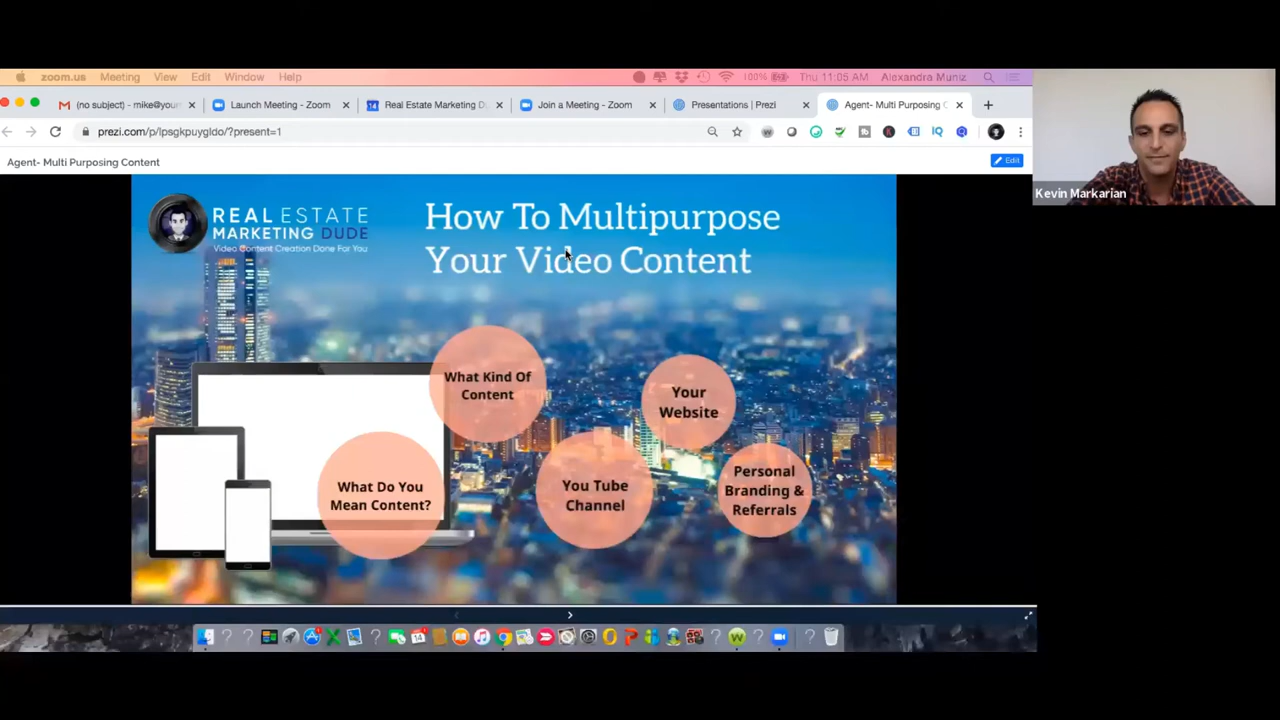 zoom.us Meeting View Edit Window Help 100% Thu 11:05 AM Alexandra Muniz
(no subject) - mike@your
Launch Meeting - Zoom
14 Real Estate Marketing Du
Join a Meeting - Zoom
Presentations | Prezi
Agent- Multi Purposing C
prezi.com/p/lpsgkpuygldo/?present=1
Agent- Multi Purposing Content
Edit
Kevin Markarian
REAL ESTATE
MARKETING DUDE
Video Content Creation Done For You
How To Multipurpose
Your Video Content
What Kind Of
Content
Your
Website
What Do You
Mean Content?
You Tube
Channel
Personal
Branding &
Referrals